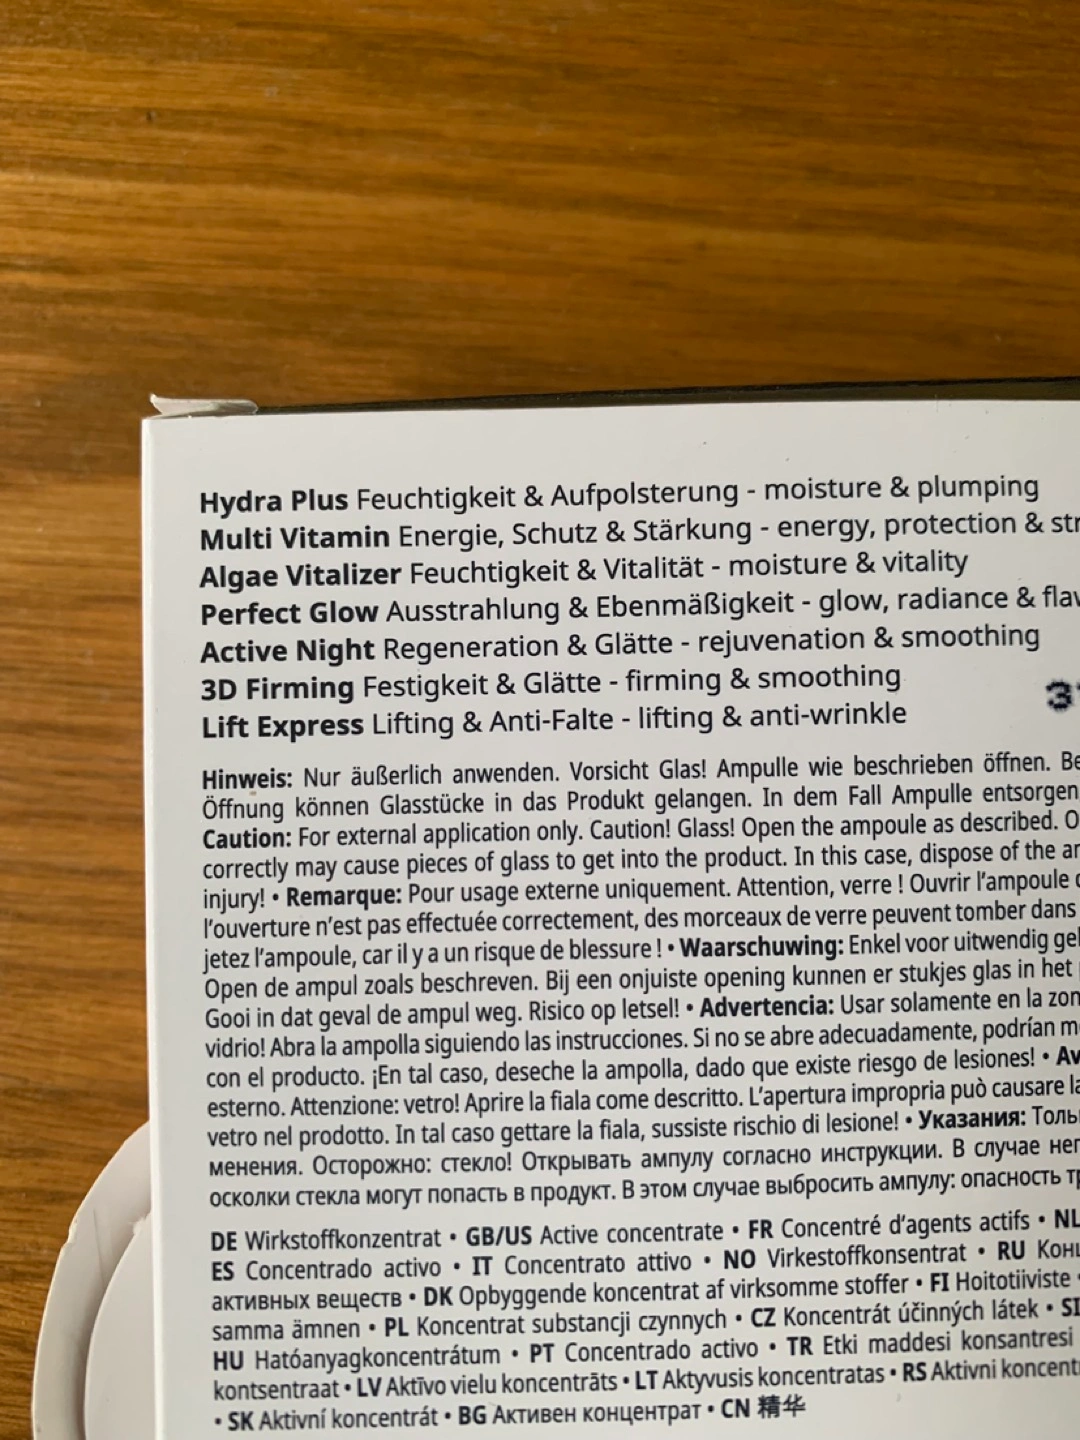 Hydra Plus Feuchtigkeit & Aufpolsterung - moisture & plumping
Multi Vitamin Energie, Schutz & Stärkung - energy, protection &
Algae Vitalizer Feuchtigkeit & Vitalität - moisture & vitality
Perfect Glow Ausstrahlung & Ebenmäßigkeit - glow, radiance &
Active Night Regeneration & Glätte - rejuvenation & smoothing
3D Firming Festigkeit & Glätte - firming & smoothing
Lift Express Lifting & Anti-Falte - lifting & anti-wrinkle
Hinweis: Nur äußerlich anwenden. Vorsicht Glas! Ampulle wie beschrieben öffnen.
Öffnung können Glasstücke in das Produkt gelangen. In dem Fall Ampulle entsorgen
Caution: For external application only. Caution! Glass! Open the ampoule as described.
correctly may cause pieces of glass to get into the product. In this case, dispose of the
injury! • Remarque: Pour usage externe uniquement. Attention, verre ! Ouvrir l'ampoule
l'ouverture n'est pas effectuée correctement, des morceaux de verre peuvent tomber dans
jetez l'ampoule, car il y a un risque de blessure ! • Waarschuwing: Enkel voor uitwendig
Open de ampul zoals beschreven. Bij een onjuiste opening kunnen er stukjes glas in het
Gooi in dat geval de ampul weg. Risico op letsel! • Advertencia: Usar solamente en la
vidrio! Abra la ampolla siguiendo las instrucciones. Si no se abre adecuadamente, podrían
con el producto. ¡En tal caso, deseche la ampolla, dado que existe riesgo de lesiones! •
esterno. Attenzione: vetro! Aprire la fiala come descritto. L'apertura impropria può causare
vetro nel prodotto. In tal caso gettare la fiala, sussiste rischio di lesione! • Указания:
менения. Осторожно: стекло! Открывать ампулу согласно инструкции. В случае
осколки стекла могут попасть в продукт. В этом случае выбросить ампулу: опасность
DE Wirkstoffkonzentrat • GB/US Active concentrate • FR Concentré d'agents actifs • NL
ES Concentrado activo • IT Concentrato attivo • NO Virkestoffkonsentrat • RU
активных веществ • DK Opbyggende koncentrat af virksomme stoffer • FI Hoitotiiviste
samma ämnen • PL Koncentrat substancji czynnych • CZ Koncentrát účinných látek • SI
HU Hatóanyagkoncentrátum • PT Concentrado activo • TR Etki maddesi konsantresi
kontsentraat • LV Aktīvo vielu koncentrāts • LT Aktyvusis koncentratas • RS Aktivni
• SK Aktivní koncentrát • BG Активен концентрат • CN 精华